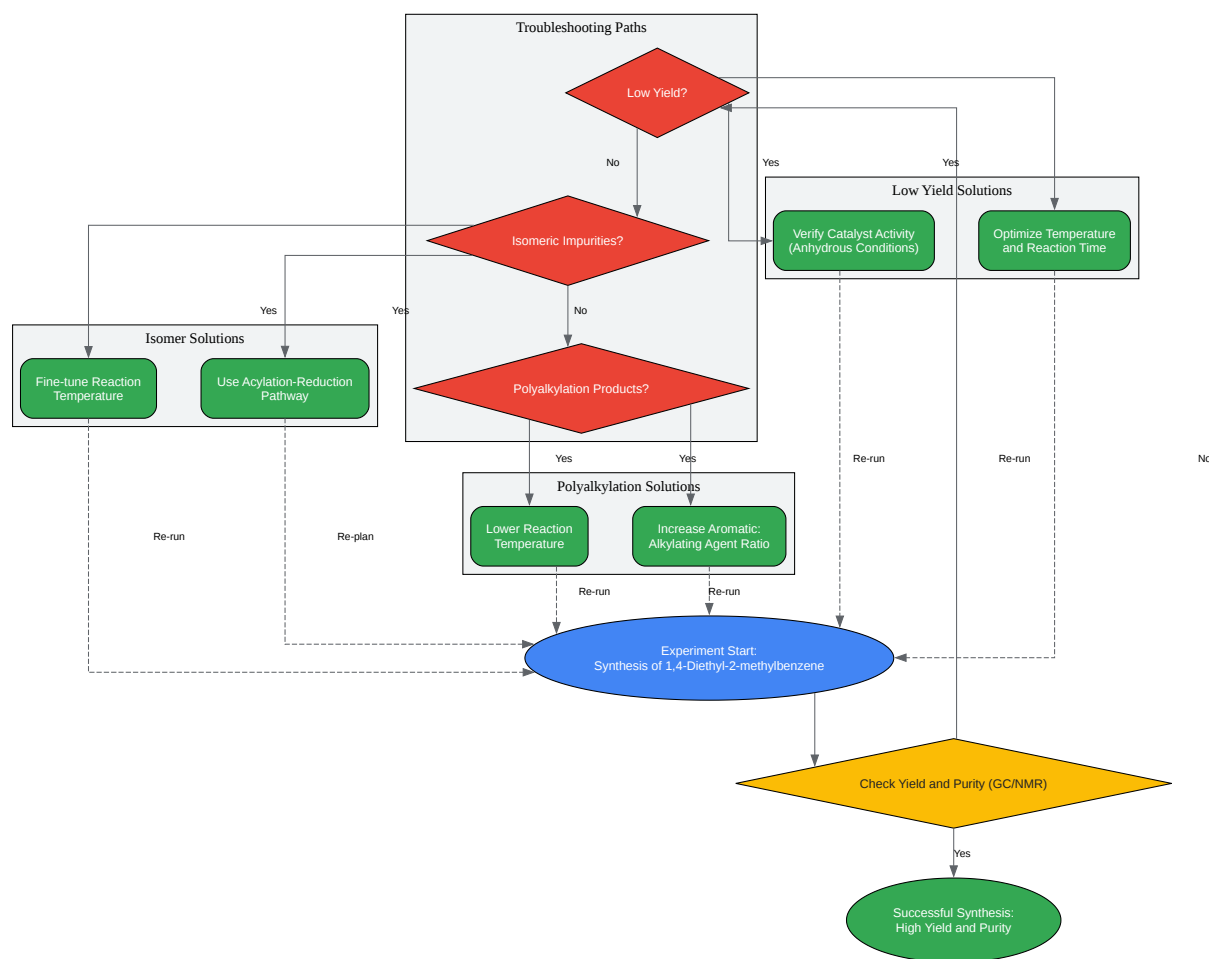 Troubleshooting Paths
Low Yield?
No
Yes
Yes
Low Yield Solutions
Verify Catalyst Activity
(Anhydrous Conditions)
Optimize Temperature
and Reaction Time
Isomeric Impurities?
Yes
Yes
No
Isomer Solutions
Fine-tune Reaction
Temperature
Use Acylation-Reduction
Pathway
Polyalkylation Products?
Yes
Yes
Re-run
Re-run
No
Polyalkylation Solutions
Lower Reaction
Temperature
Increase Aromatic:
Alkylating Agent Ratio
Re-run
Re-plan
Re-run
Re-run
Experiment Start:
Synthesis of 1,4-Diethyl-2-methylbenzene
Check Yield and Purity (GC/NMR)
Yes
Successful Synthesis:
High Yield and Purity